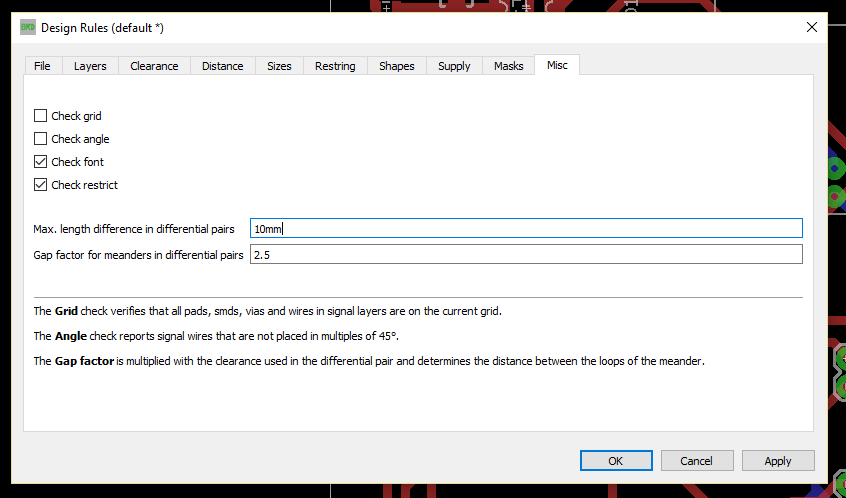 Design Rules (default *)
File Layers Clearance Distance Sizes Restring Shapes Supply Masks Misc
Check grid
Check angle
Check font
Check restrict
Max. length difference in differential pairs 10mm
Gap factor for meanders in differential pairs 2.5
The Grid check verifies that all pads, smds, vias and wires in signal layers are on the current grid.
The Angle check reports signal wires that are not placed in multiples of 45°.
The Gap factor is multiplied with the clearance used in the differential pair and determines the distance between the loops of the meander.
OK Cancel Apply